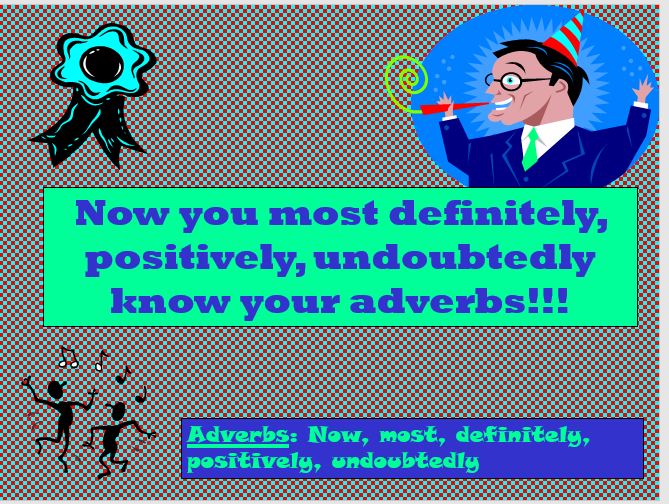 Now you most definitely,
positively, undoubtedly
know your adverbs!!!
Adverbs: Now, most, definitely,
positively, undoubtedly